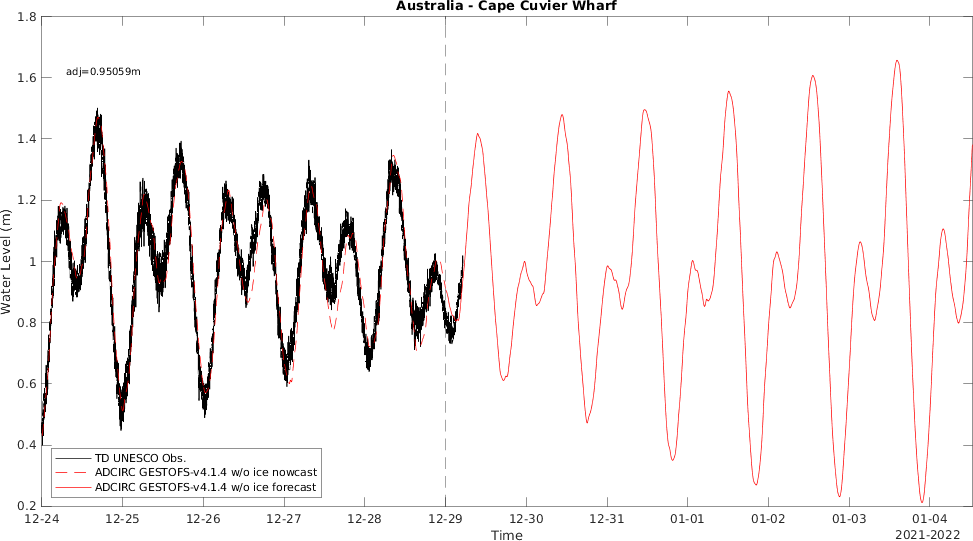 Australia - Cape Cuvier Wharf
adj=0.95059m
Water Level (m)
1.8
1.6
1.4
1.2
1
0.8
0.6
0.4
0.2
TD UNESCO Obs.
ADCIRC GESTOFS-v4.1.4 w/o ice nowcast
ADCIRC GESTOFS-v4.1.4 w/o ice forecast
12-24 12-25 12-26 12-27 12-28 12-29 12-30 12-31 01-01 01-02 01-03 01-04
Time
2021-2022